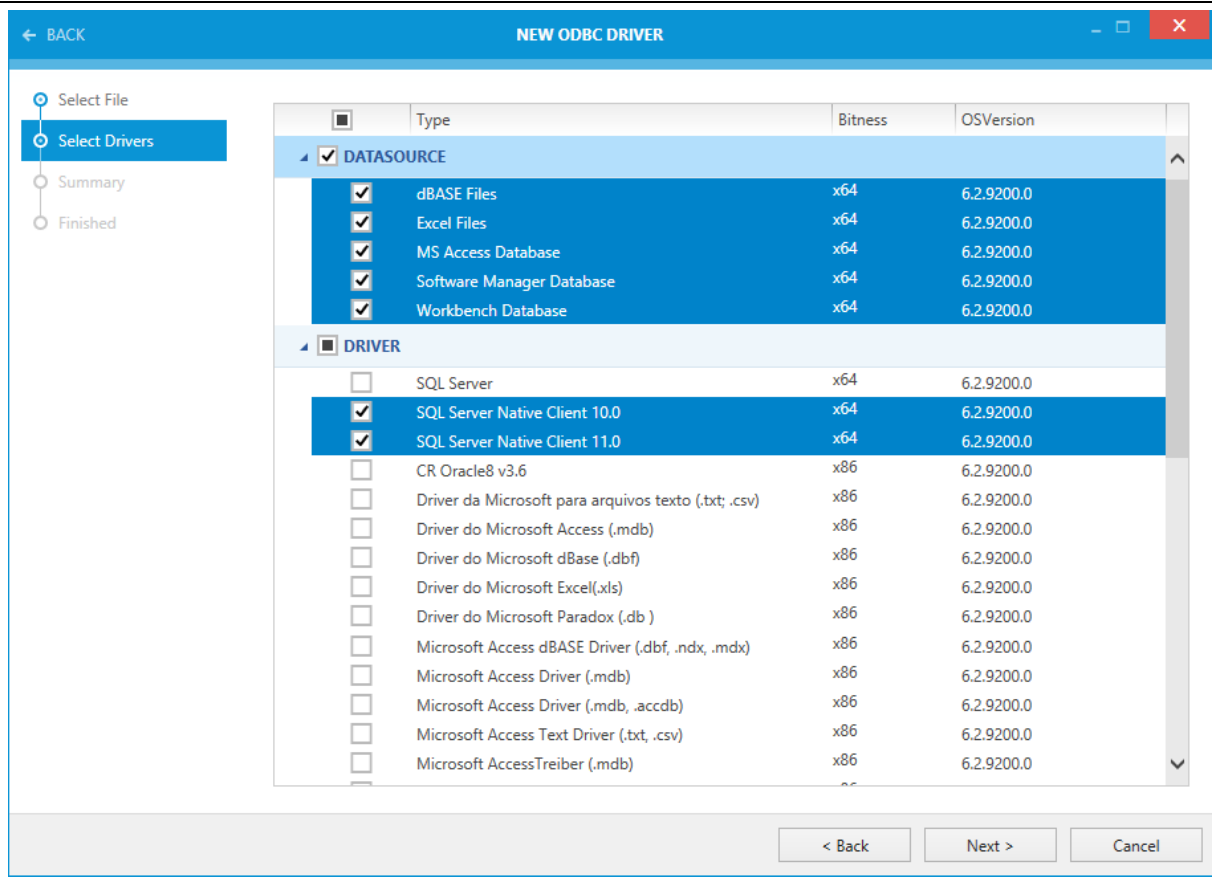 ← BACK NEW ODBC DRIVER
Select File
Select Drivers
Summary
Finished
Type Bitness OSVersion
DATASOURCE
dBASE Files x64 6.2.9200.0
Excel Files x64 6.2.9200.0
MS Access Database x64 6.2.9200.0
Software Manager Database x64 6.2.9200.0
Workbench Database x64 6.2.9200.0
DRIVER
SQL Server x64 6.2.9200.0
SQL Server Native Client 10.0 x64 6.2.9200.0
SQL Server Native Client 11.0 x64 6.2.9200.0
CR Oracle8 v3.6 x86 6.2.9200.0
Driver da Microsoft para arquivos texto (.txt; .csv) x86 6.2.9200.0
Driver do Microsoft Access (.mdb) x86 6.2.9200.0
Driver do Microsoft dBase (.dbf) x86 6.2.9200.0
Driver do Microsoft Excel(.xls) x86 6.2.9200.0
Driver do Microsoft Paradox (.db ) x86 6.2.9200.0
Microsoft Access dBASE Driver (.dbf, .ndx, .mdx) x86 6.2.9200.0
Microsoft Access Driver (.mdb) x86 6.2.9200.0
Microsoft Access Driver (.mdb, .accdb) x86 6.2.9200.0
Microsoft Access Text Driver (.txt, .csv) x86 6.2.9200.0
Microsoft AccessTreiber (.mdb) x86 6.2.9200.0
< Back Next > Cancel